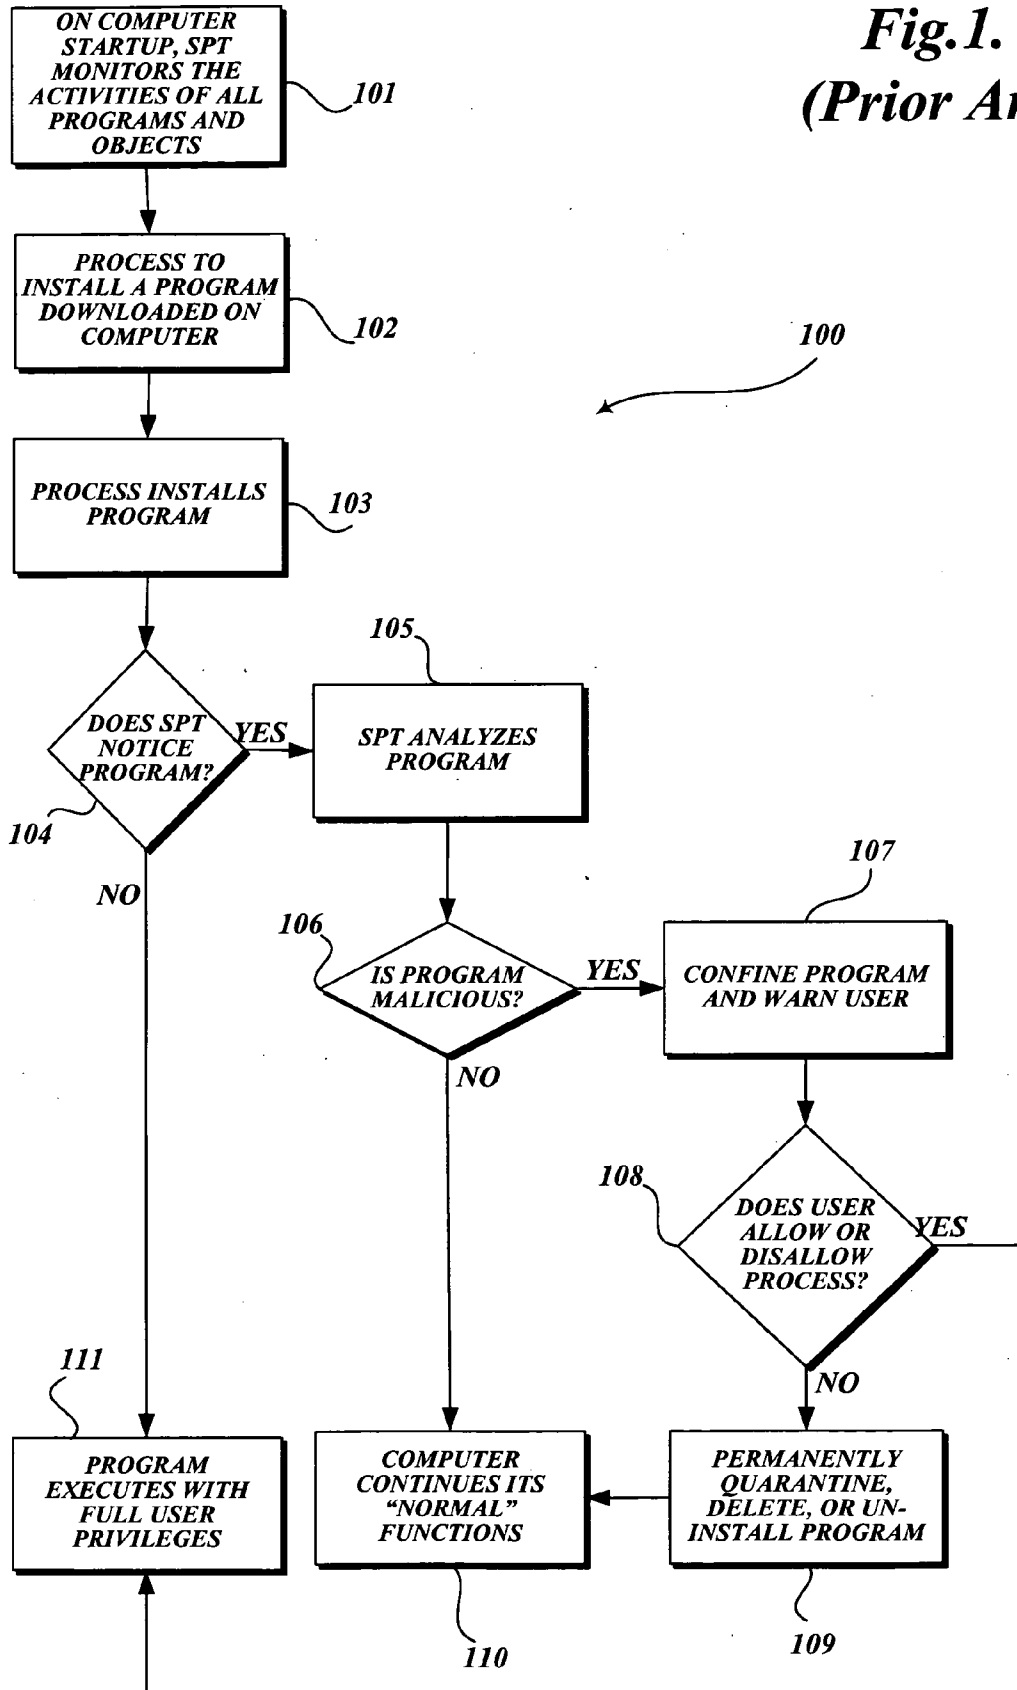 Fig.1.
(Prior Ar
ON COMPUTER
STARTUP, SPT
MONITORS THE
ACTIVITIES OF ALL
PROGRAMS AND
OBJECTS
101
PROCESS TO
INSTALL A PROGRAM
DOWNLOADED ON
COMPUTER
102
100
PROCESS INSTALLS
PROGRAM
103
DOES SPT
NOTICE
PROGRAM?
104
YES
NO
105
SPT ANALYZES
PROGRAM
106
IS PROGRAM
MALICIOUS?
YES
NO
107
CONFINE PROGRAM
AND WARN USER
108
DOES USER
ALLOW OR
DISALLOW
PROCESS?
YES
NO
111
PROGRAM
EXECUTES WITH
FULL USER
PRIVILEGES
COMPUTER
CONTINUES ITS
“NORMAL”
FUNCTIONS
110
PERMANENTLY
QUARANTINE,
DELETE, OR UN-
INSTALL PROGRAM
109